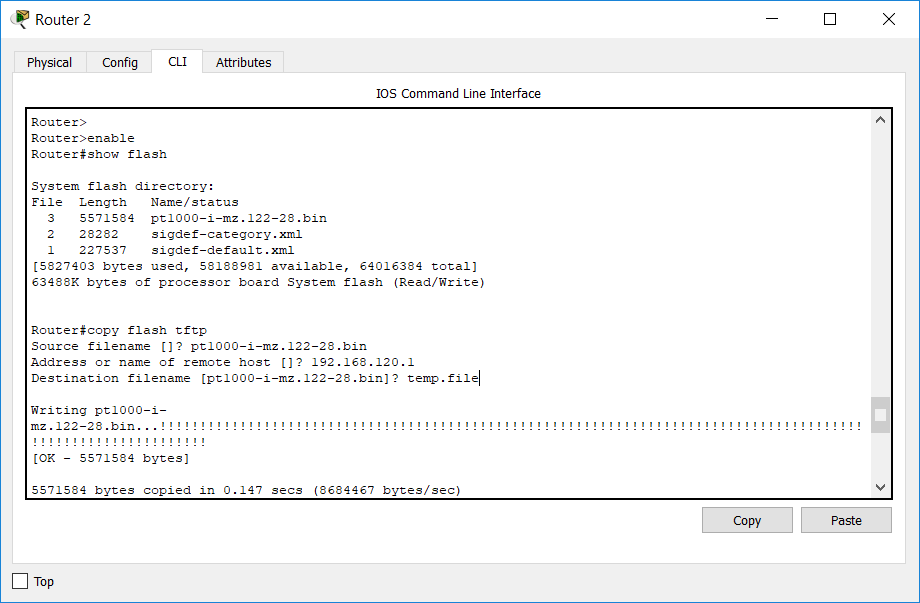 Router 2
Physical Config CLI Attributes
IOS Command Line Interface
Router>
Router>enable
Router#show flash
System flash directory:
File  Length   Name/status
  3   5571584  pt1000-i-mz.122-28.bin
  2   28282    sigdef-category.xml
  1   227537   sigdef-default.xml
[5827403 bytes used, 58188981 available, 64016384 total]
63488K bytes of processor board System flash (Read/Write)
Router#copy flash tftp
Source filename []? pt1000-i-mz.122-28.bin
Address or name of remote host []? 192.168.120.1
Destination filename [pt1000-i-mz.122-28.bin]? temp.file
Writing pt1000-i-
mz.122-28.bin...!!!!!!!!!!!!!!!!!!!!!!!!!!!!!!!!!!!!!!!!!!!!!!!!!!!!!!!!!!!!!!!!!!!!!!!!!!!!!!!!!!!!!!!!
!!!!!!!!!!!!!!!!!!!!!!
[OK - 5571584 bytes]
5571584 bytes copied in 0.147 secs (8684467 bytes/sec)
Copy Paste
Top